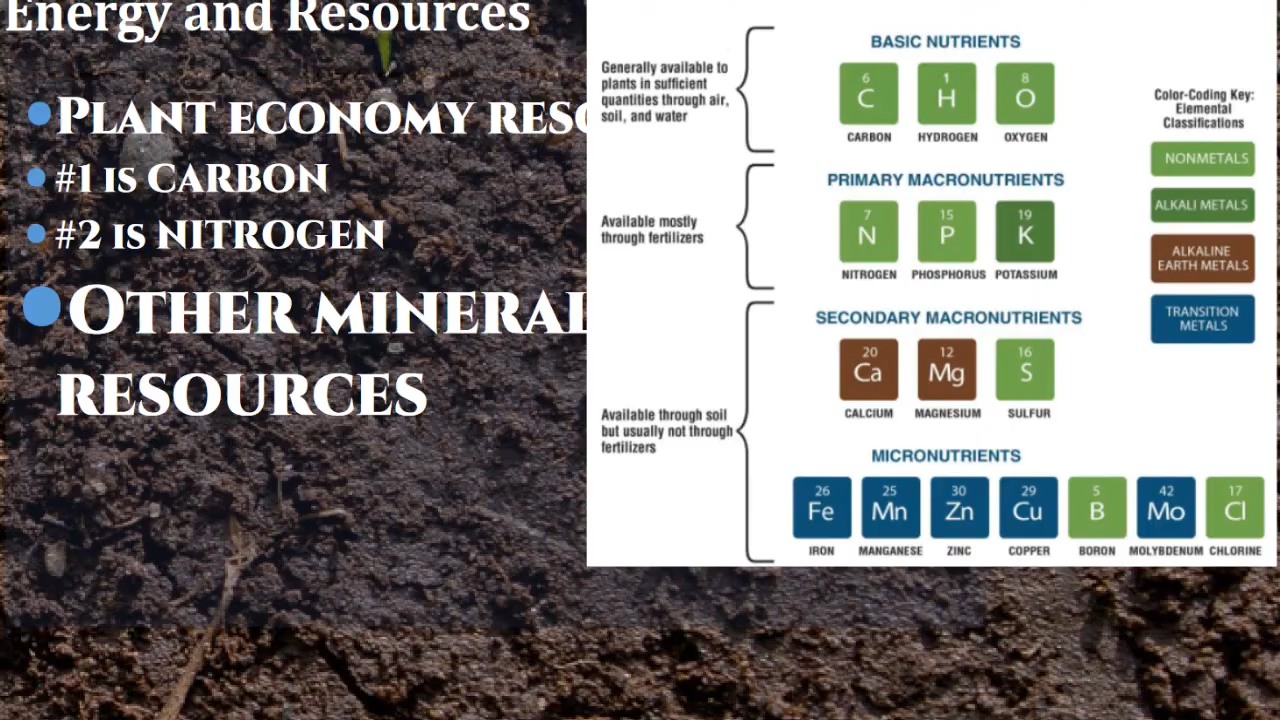 Energy and Resources
PLANT ECONOMY
#1 IS CARBON
#2 IS NITROGEN
OTHER MINERAL
RESOURCES
BASIC NUTRIENTS
Generally available to
plants in sufficient
quantities through air,
soil, and water
6 1 8
C H O
CARBON HYDROGEN OXYGEN
PRIMARY MACRONUTRIENTS
Available mostly
through fertilizers
7 15 19
N P K
NITROGEN PHOSPHORUS POTASSIUM
SECONDARY MACRONUTRIENTS
20 12 16
Ca Mg S
CALCIUM MAGNESIUM SULFUR
Available through soil
but usually not through
fertilizers
MICRONUTRIENTS
26 25 30 29 5 42 17
Fe Mn Zn Cu B Mo Cl
IRON MANGANESE ZINC COPPER BORON MOLYBDENUM CHLORINE
Color-Coding Key:
Elemental
Classifications
NONMETALS
ALKALI METALS
ALKALINE
EARTH METALS
TRANSITION
METALS